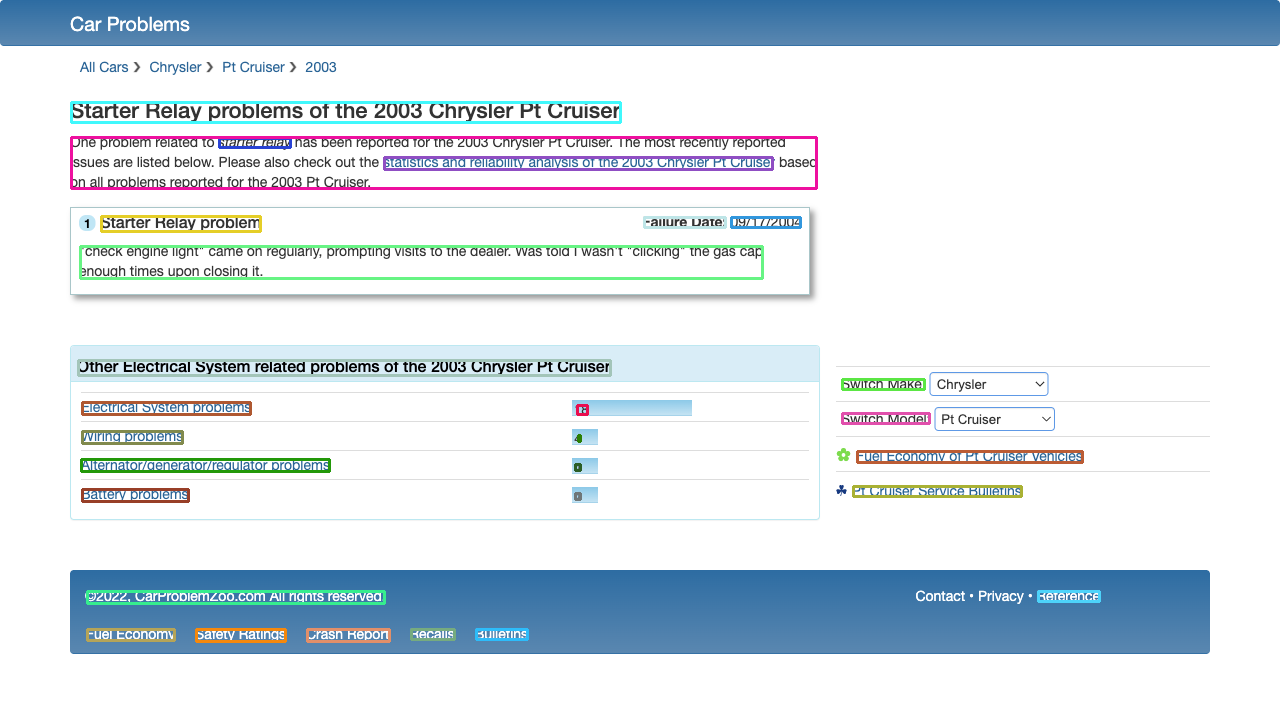 Car Problems
All Cars ❯ Chrysler ❯ Pt Cruiser ❯ 2003
Starter Relay problems of the 2003 Chrysler Pt Cruiser
One problem related to starter relay has been reported for the 2003 Chrysler Pt Cruiser. The most recently reported
issues are listed below. Please also check out the statistics and reliability analysis of the 2003 Chrysler Pt Cruiser based
on all problems reported for the 2003 Pt Cruiser.
1 Starter Relay problem Failure Date: 09/17/2004
"check engine light" came on regularly, prompting visits to the dealer. Was told I wasn't "clicking" the gas cap
enough times upon closing it.
Other Electrical System related problems of the 2003 Chrysler Pt Cruiser
Electrical System problems
Wiring problems
Alternator/generator/regulator problems
Battery problems
Switch Make Chrysler
Switch Model Pt Cruiser
Fuel Economy of Pt Cruiser Vehicles
Pt Cruiser Service Bulletins
©2022, CarProblemZoo.com All rights reserved.
Contact • Privacy • Reference
Fuel Economy Safety Ratings Crash Report Recalls Bulletins